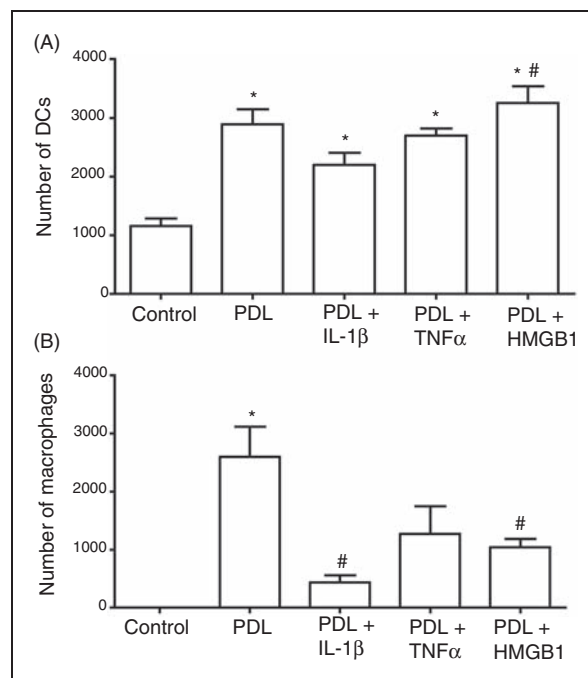 (A)
Number of DCs
4000
3000
2000
1000
0
*
*
*
* #
Control
PDL
PDL +
IL-1β
PDL +
TNFα
PDL +
HMGB1
(B)
Number of macrophages
4000
3000
2000
1000
0
*
#
#
Control
PDL
PDL +
IL-1β
PDL +
TNFα
PDL +
HMGB1